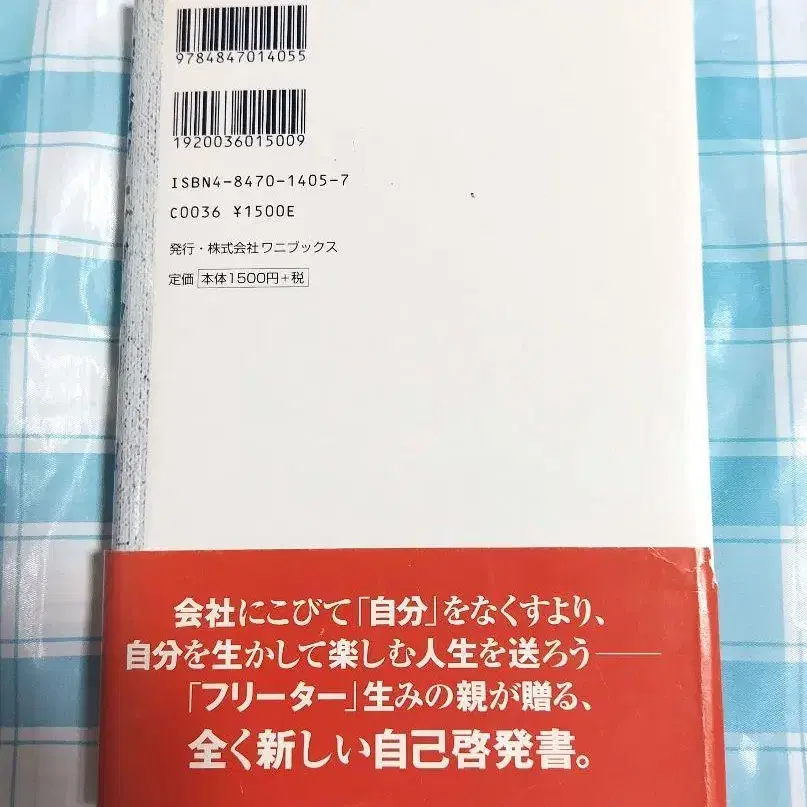 9784847014055
1920036015009
ISBN4-8470-1405-7
C0036 ¥1500E
発行・株式会社ワニブックス
定価 本体1500円+税
会社にこびて「自分」をなくすより、
自分を生かして楽しむ人生を送ろう——
「フリーター」生みの親が贈る、
全く新しい自己啓発書。